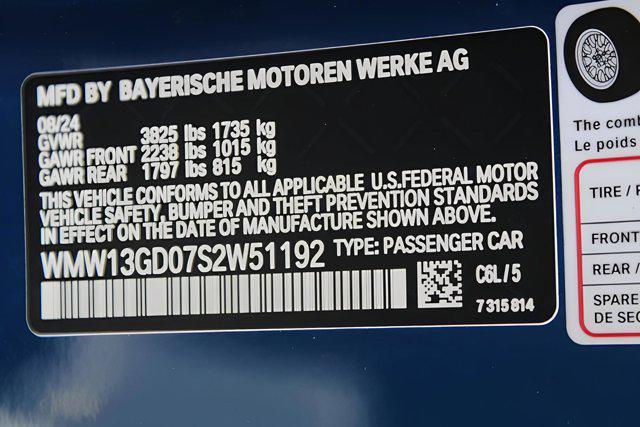 MFD BY BAYERISCHE MOTOREN WERKE AG
08/24
GVWR 3825 lbs 1735 kg
GAWR FRONT 2238 lbs 1015 kg
GAWR REAR 1797 lbs 815 kg
THIS VEHICLE CONFORMS TO ALL APPLICABLE U.S.FEDERAL MOTOR
VEHICLE SAFETY, BUMPER AND THEFT PREVENTION STANDARDS
IN EFFECT ON THE DATE OF MANUFACTURE SHOWN ABOVE.
WMW13GD07S2W51192 TYPE: PASSENGER CAR
C6L/5
7 315 814
The comb
Le poids
TIRE / P
FRONT
REAR /
SPARE
DE SEC